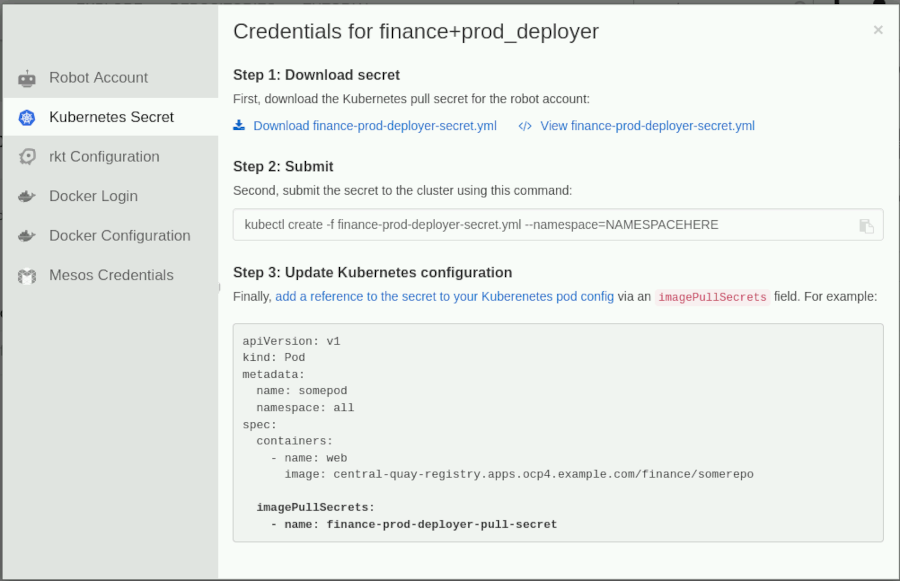 Credentials for finance+prod_deployer
×
Robot Account
Kubernetes Secret
rkt Configuration
Docker Login
Docker Configuration
Mesos Credentials
Step 1: Download secret
First, download the Kubernetes pull secret for the robot account:
Download finance-prod-deployer-secret.yml </> View finance-prod-deployer-secret.yml
Step 2: Submit
Second, submit the secret to the cluster using this command:
kubectl create -f finance-prod-deployer-secret.yml --namespace=NAMESPACEHERE
Step 3: Update Kubernetes configuration
Finally, add a reference to the secret to your Kuberenetes pod config via an imagePullSecrets field. For example:
apiVersion: v1
kind: Pod
metadata:
  name: somepod
  namespace: all
spec:
  containers:
    - name: web
      image: central-quay-registry.apps.ocp4.example.com/finance/somerepo
  imagePullSecrets:
    - name: finance-prod-deployer-pull-secret